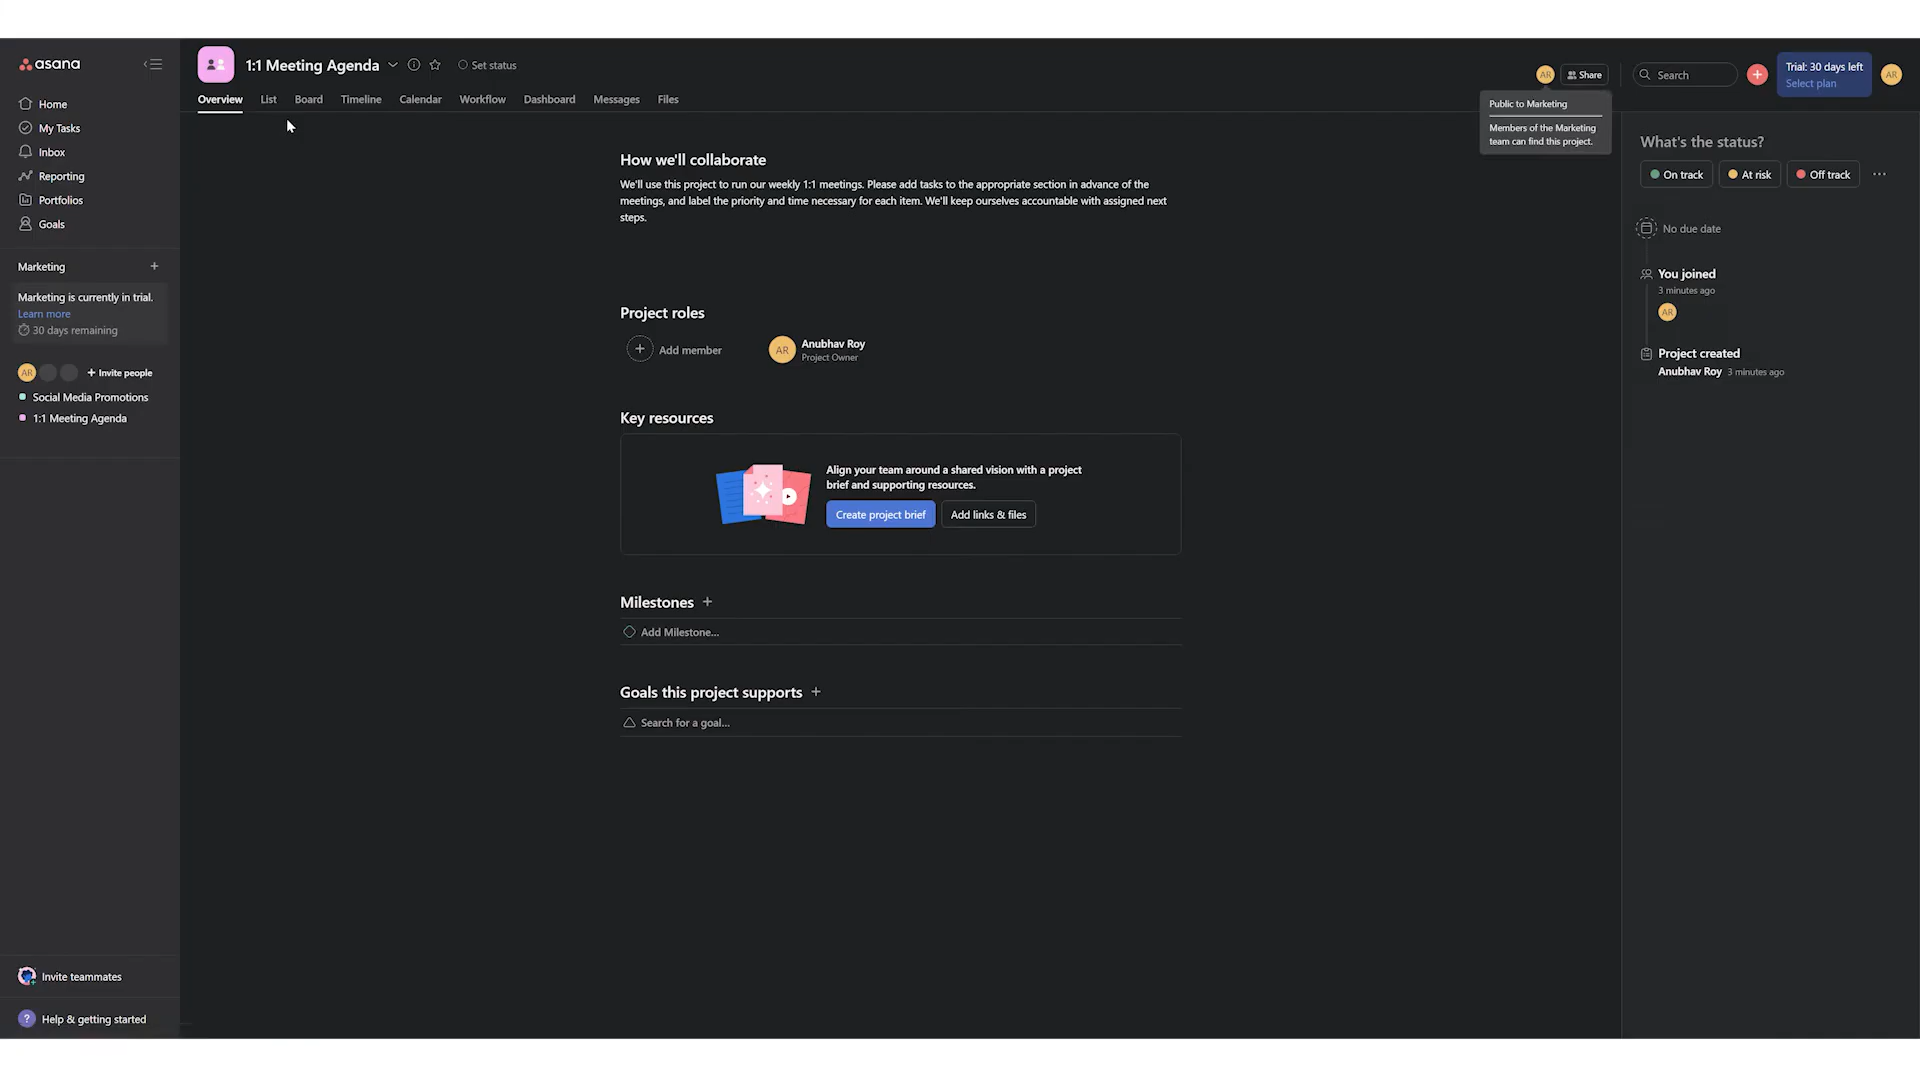 asana
Home
My Tasks
Inbox
Reporting
Portfolios
Goals
Marketing
Marketing is currently in trial.
Learn more
30 days remaining
AR
+ Invite people
Social Media Promotions
1:1 Meeting Agenda
Invite teammates
? Help & getting started
1:1 Meeting Agenda
Set status
Overview List Board Timeline Calendar Workflow Dashboard Messages Files
AR Share
Search
Trial: 30 days left
Select plan
AR
Public to Marketing
Members of the Marketing
team can find this project.
How we'll collaborate
We'll use this project to run our weekly 1:1 meetings. Please add tasks to the appropriate section in advance of the
meetings, and label the priority and time necessary for each item. We'll keep ourselves accountable with assigned next
steps.
Project roles
Add member
AR
Anubhav Roy
Project Owner
Key resources
Align your team around a shared vision with a project
brief and supporting resources.
Create project brief Add links & files
Milestones
Add Milestone...
Goals this project supports
Search for a goal...
What's the status?
On track At risk Off track
No due date
You joined
3 minutes ago
AR
Project created
Anubhav Roy 3 minutes ago